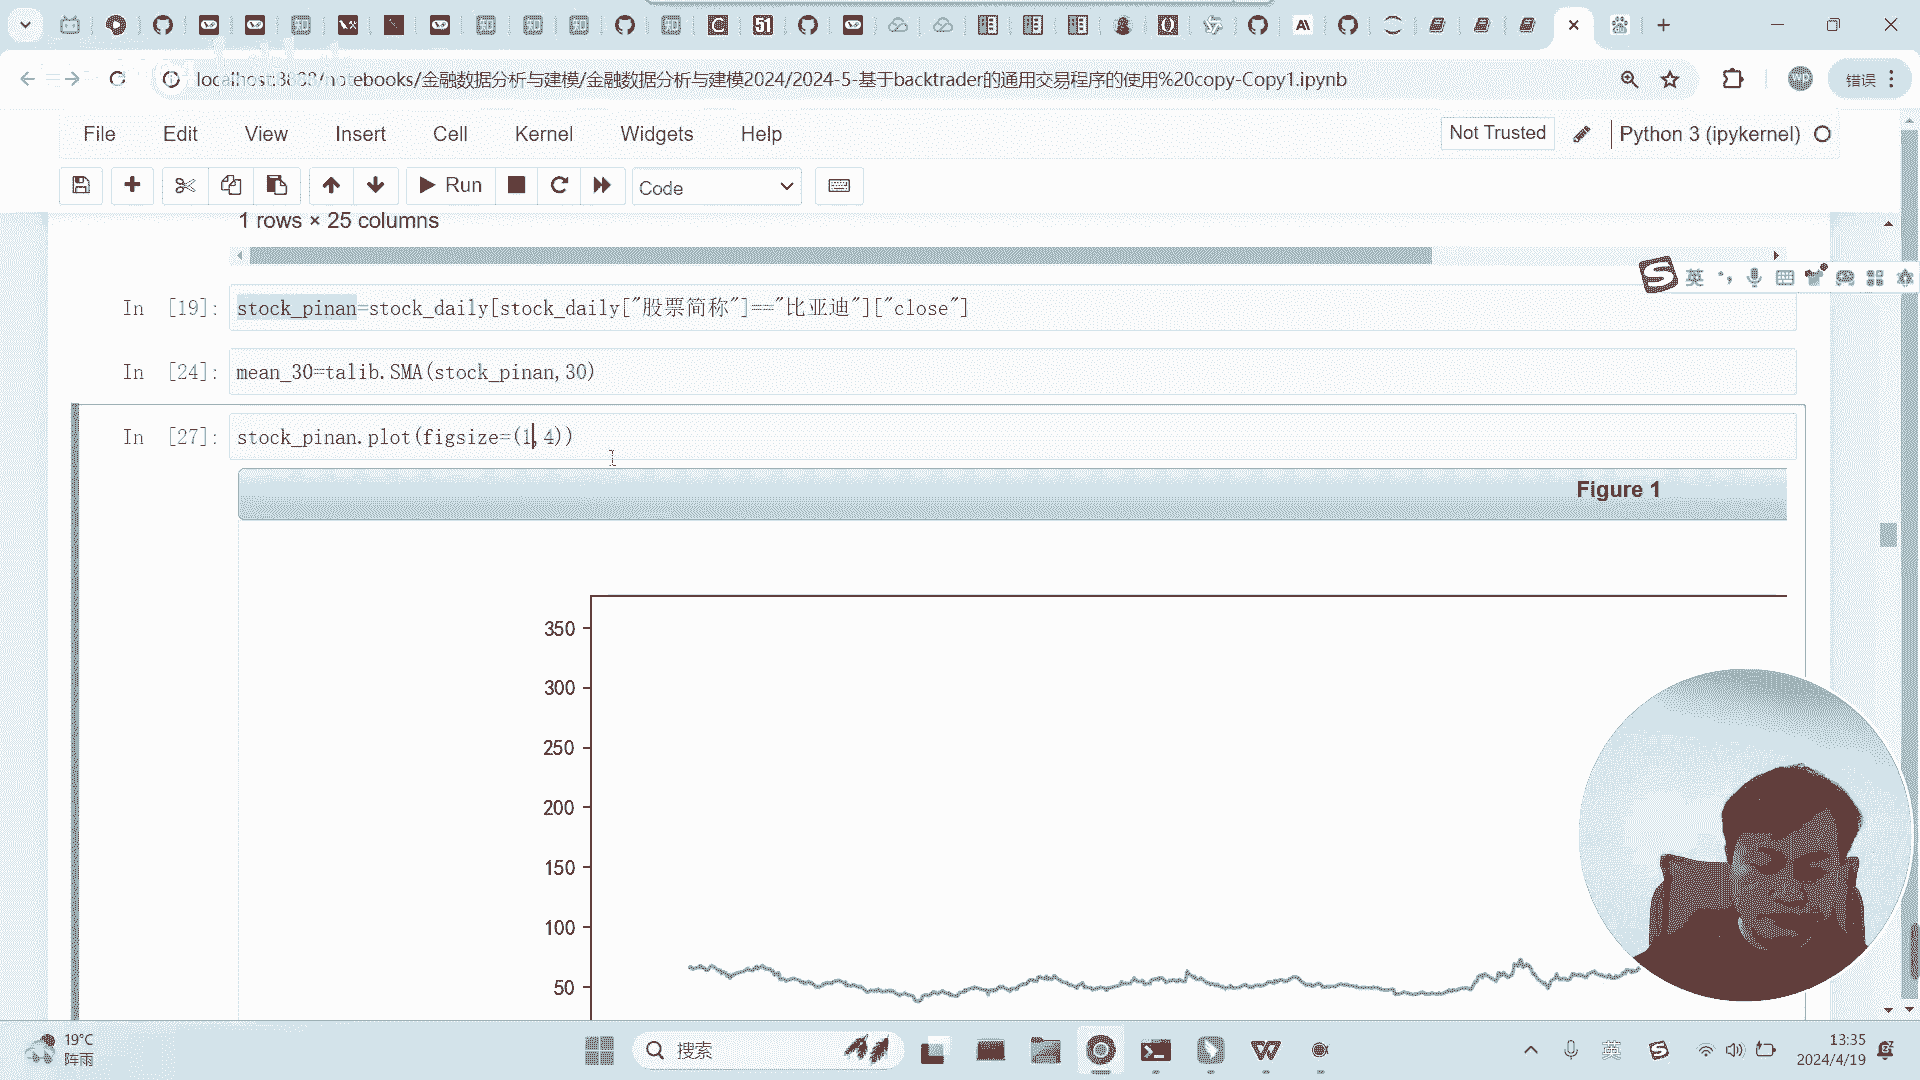 localhost:8888/notebooks/金融数据分析与建模/金融数据分析与建模2024/2024-5-基于backtrader的通用交易程序的使用%20copy-Copy1.ipynb
错误
File Edit View Insert Cell Kernel Widgets Help
Not Trusted
Python 3 (ipykernel)
Run
Code
1 rows × 25 columns
英
In [19]: stock_pinan=stock_daily[stock_daily["股票简称"]=="比亚迪"]["close"]
In [24]: mean_30=talib.SMA(stock_pinan,30)
In [27]: stock_pinan.plot(figsize=(1,4))
Figure 1
350
300
250
200
150
100
50
19°C
阵雨
搜索
英
13:35
2024/4/19